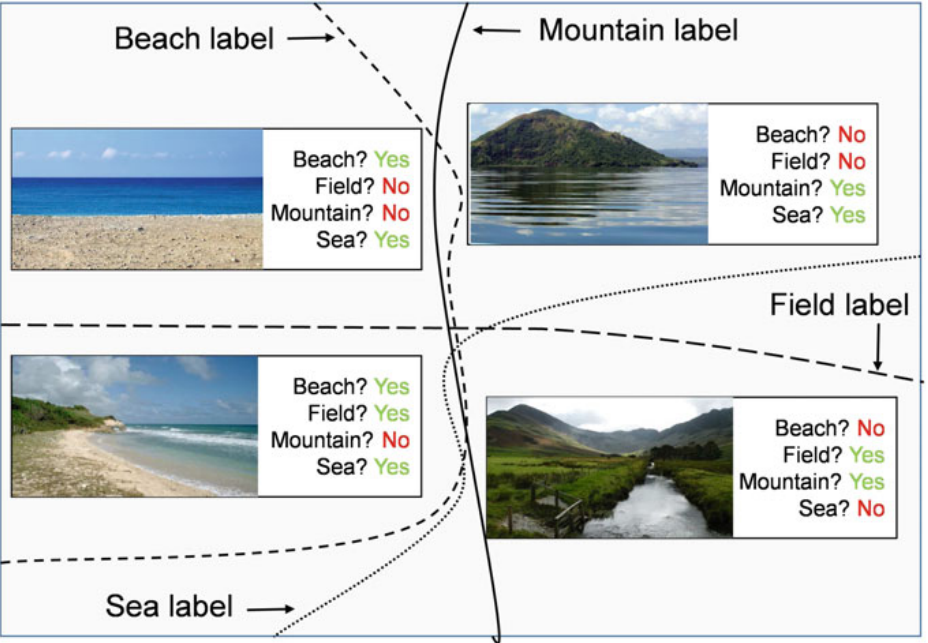 Beach label
Mountain label
Beach? Yes
Field? No
Mountain? No
Sea? Yes
Beach? No
Field? No
Mountain? Yes
Sea? Yes
Field label
Beach? Yes
Field? Yes
Mountain? No
Sea? Yes
Beach? No
Field? Yes
Mountain? Yes
Sea? No
Sea label